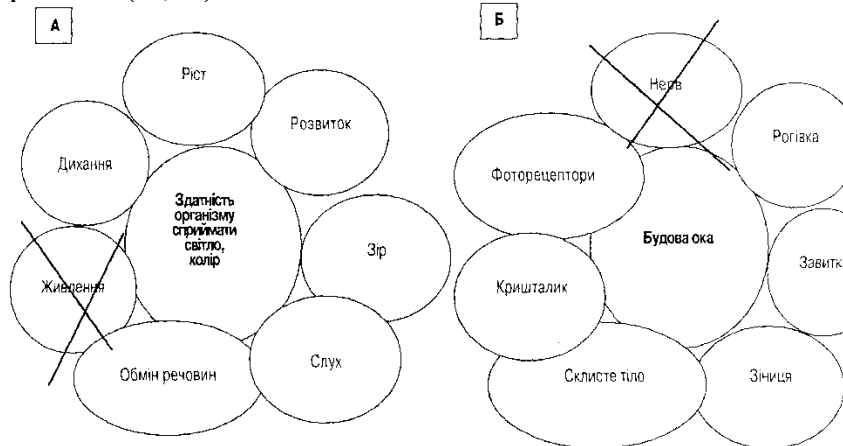 А
Ріст
Розвиток
Дихання
Здатність
організму
сприймати
світло,
колір
Зір
Живлення
Слух
Обмін речовин
Б
Нерв
Рогівка
Фоторецептори
Будова ока
Завитка
Кришталик
Склисте тіло
Зіниця